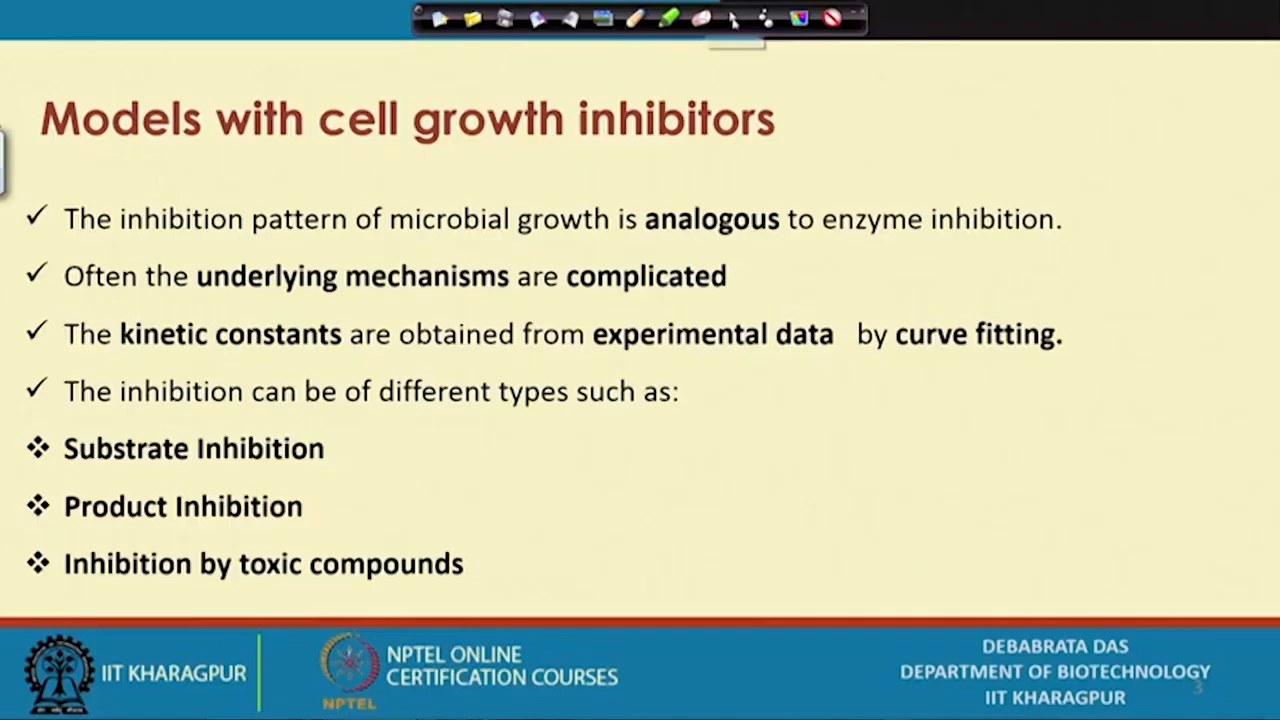 Models with cell growth inhibitors
✓ The inhibition pattern of microbial growth is analogous to enzyme inhibition.
✓ Often the underlying mechanisms are complicated
✓ The kinetic constants are obtained from experimental data by curve fitting.
✓ The inhibition can be of different types such as:
❖ Substrate Inhibition
❖ Product Inhibition
❖ Inhibition by toxic compounds
IIT KHARAGPUR
NPTEL
NPTEL ONLINE
CERTIFICATION COURSES
DEBABRATA DAS
DEPARTMENT OF BIOTECHNOLOGY
IIT KHARAGPUR
3